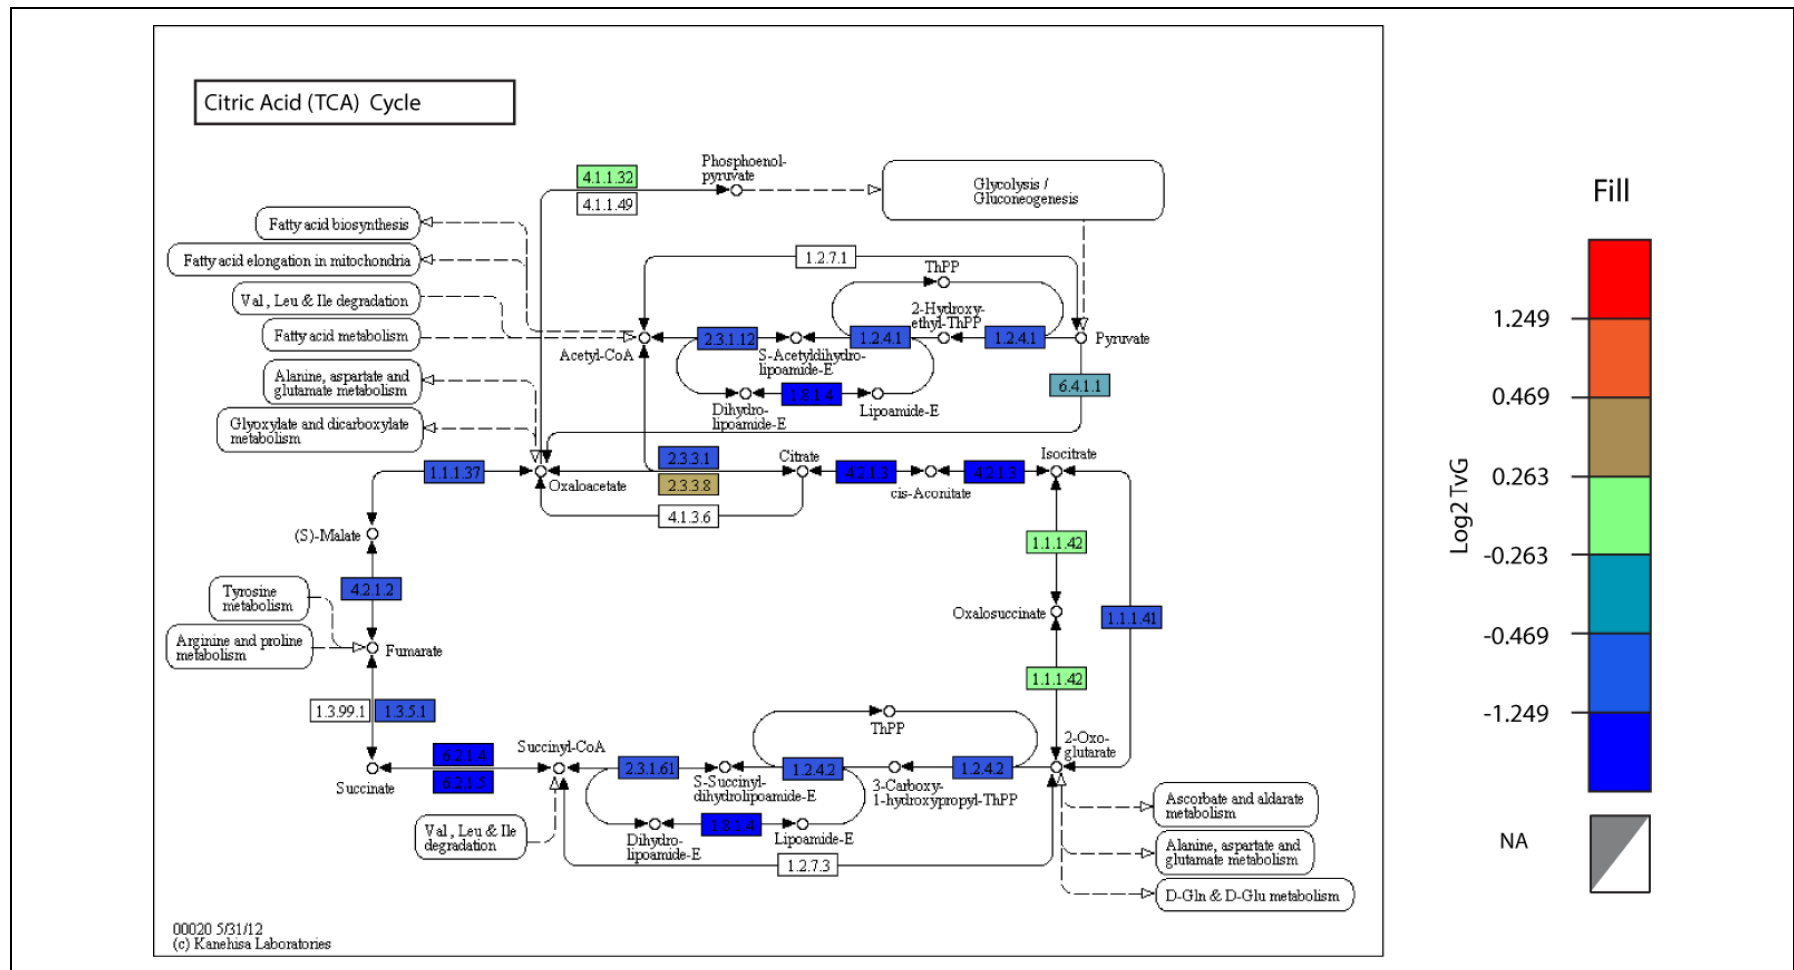 Citric Acid (TCA) Cycle
Phosphoenol-
pyruvate
4.1.1.32
4.1.1.49
Glycolysis /
Gluconeogenesis
Fatty acid biosynthesis
Fatty acid elongation in mitochondria
Val, Leu & Ile degradation
Fatty acid metabolism
Alanine, aspartate and
glutamate metabolism
Glyoxylate and dicarboxylate
metabolism
1.2.7.1
ThPP
2-Hydroxy-
ethyl-ThPP
2.3.1.12
1.2.4.1
1.2.4.1
Acetyl-CoA
S-Acetyldihydro-
lipoamide-E
Pyruvate
1.8.1.4
6.4.1.1
Dihydro-
lipoamide-E
Lipoamide-E
1.1.1.37
Oxaloacetate
2.3.3.1
2.3.3.8
4.1.3.6
Citrate
4.2.1.3
cis-Aconitate
4.2.1.3
Isocitrate
(S)-Malate
1.1.1.42
4.2.1.2
Tyrosine
metabolism
Oxalosuccinate
1.1.1.41
Arginine and proline
metabolism
Fumarate
1.1.1.42
1.3.99.1
1.3.5.1
ThPP
2-Oxo-
glutarate
6.2.1.4
6.2.1.5
Succinyl-CoA
2.3.1.61
1.2.4.2
1.2.4.2
Succinate
S-Succinyl-
dihydrolipoamide-E
3-Carboxy-
1-hydroxypropyl-ThPP
Val, Leu & Ile
degradation
1.8.1.4
Dihydro-
lipoamide-E
Lipoamide-E
1.2.7.3
Ascorbate and aldarate
metabolism
Alanine, aspartate and
glutamate metabolism
D-Gln & D-Glu metabolism
00020 5/31/12
(c) Kanehisa Laboratories
Fill
Log2 TvG
1.249
0.469
0.263
-0.263
-0.469
-1.249
NA